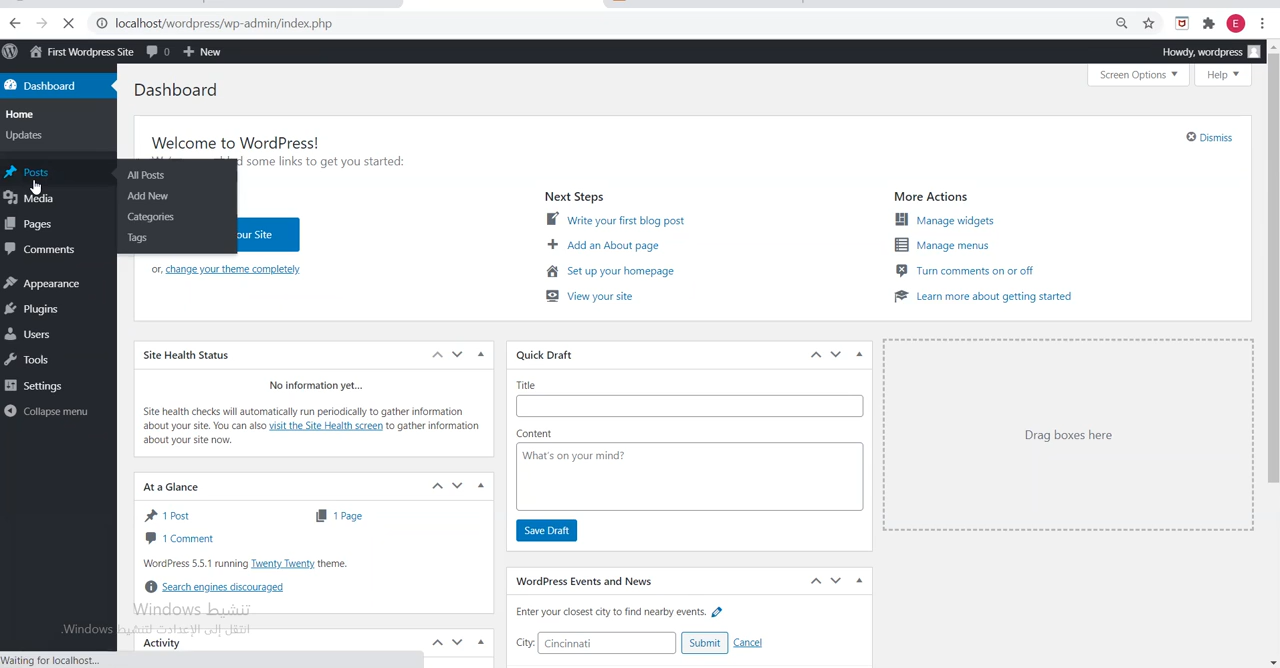 localhost/wordpress/wp-admin/index.php
E
First Wordpress Site
0
New
Howdy, wordpress
Dashboard
Home
Updates
Posts
Media
Pages
Comments
Appearance
Plugins
Users
Tools
Settings
Collapse menu
All Posts
Add New
Categories
Tags
Dashboard
Screen Options
Help
Welcome to WordPress!
Dismiss
d some links to get you started:
our Site
or, change your theme completely
Next Steps
Write your first blog post
Add an About page
Set up your homepage
View your site
More Actions
Manage widgets
Manage menus
Turn comments on or off
Learn more about getting started
Site Health Status
No information yet...
Site health checks will automatically run periodically to gather information
about your site. You can also visit the Site Health screen to gather information
about your site now.
At a Glance
1 Post
1 Page
1 Comment
WordPress 5.5.1 running Twenty Twenty theme.
Search engines discouraged
Activity
Quick Draft
Title
Content
What's on your mind?
Save Draft
WordPress Events and News
Enter your closest city to find nearby events.
City:
Cincinnati
Submit
Cancel
Drag boxes here
تنشيط Windows
انتقل إلى الإعدادات لتنشيط Windows.
Waiting for localhost...